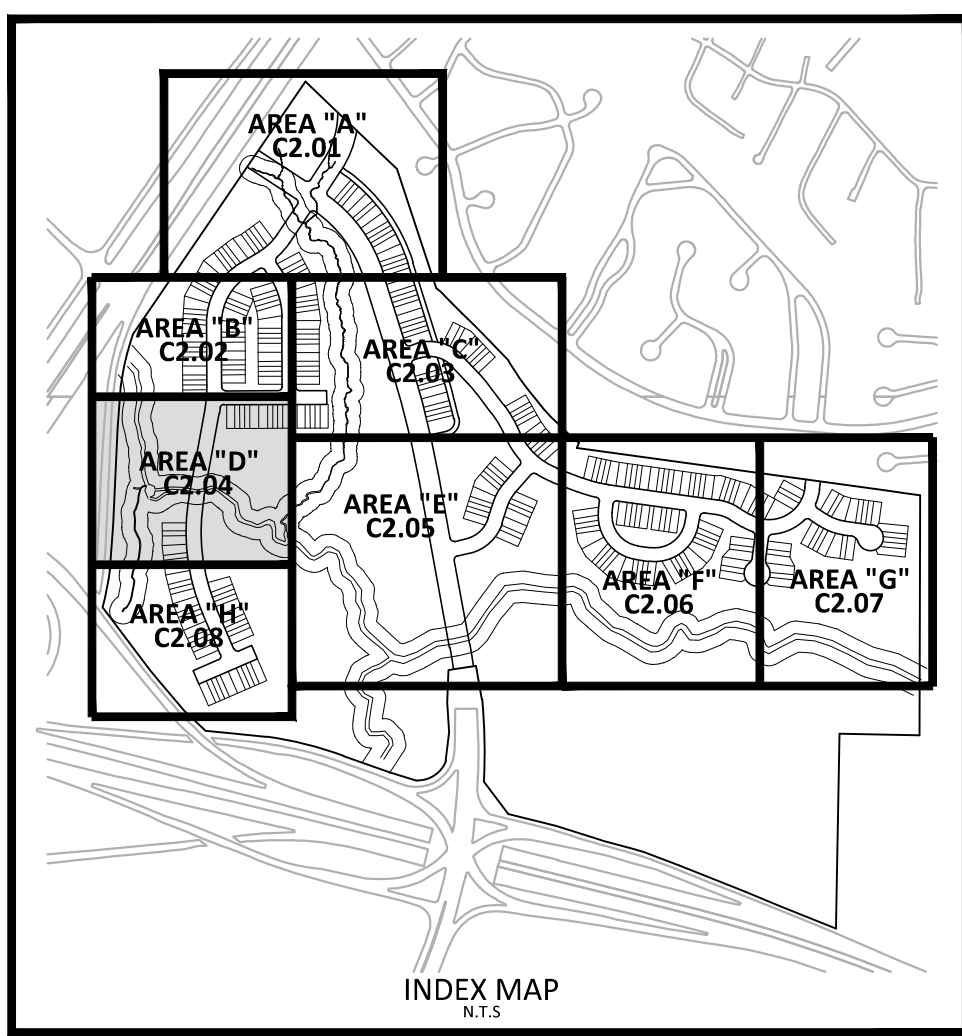 AREA "A"
C2.01
AREA "B"
C2.02
AREA "C"
C2.03
AREA "D"
C2.04
AREA "E"
C2.05
AREA "F"
C2.06
AREA "G"
C2.07
AREA "H"
C2.08
INDEX MAP
N.T.S